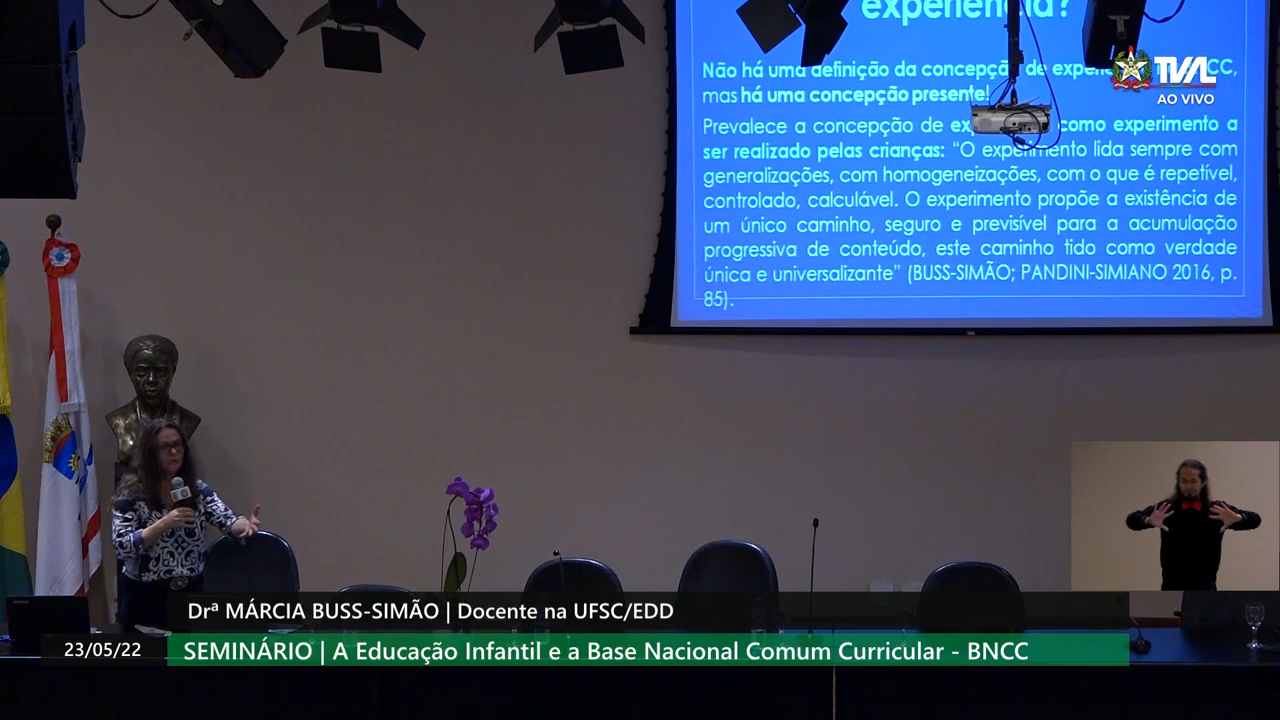 experiência?
Não há uma definição da concepção de CC,
mas há uma concepção presente!
Prevalece a concepção de como experimento a
ser realizado pelas crianças: “O experimento lida sempre com
generalizações, com homogeneizações, com o que é repetível,
controlado, calculável. O experimento propõe a existência de
um único caminho, seguro e previsível para a acumulação
progressiva de conteúdo, este caminho tido como verdade
única e universalizante” (BUSS-SIMÃO; PANDINI-SIMIANO 2016, p.
85).
TVAL
AO VIVO
Drª MÁRCIA BUSS-SIMÃO | Docente na UFSC/EDD
23/05/22
SEMINÁRIO | A Educação Infantil e a Base Nacional Comum Curricular - BNCC